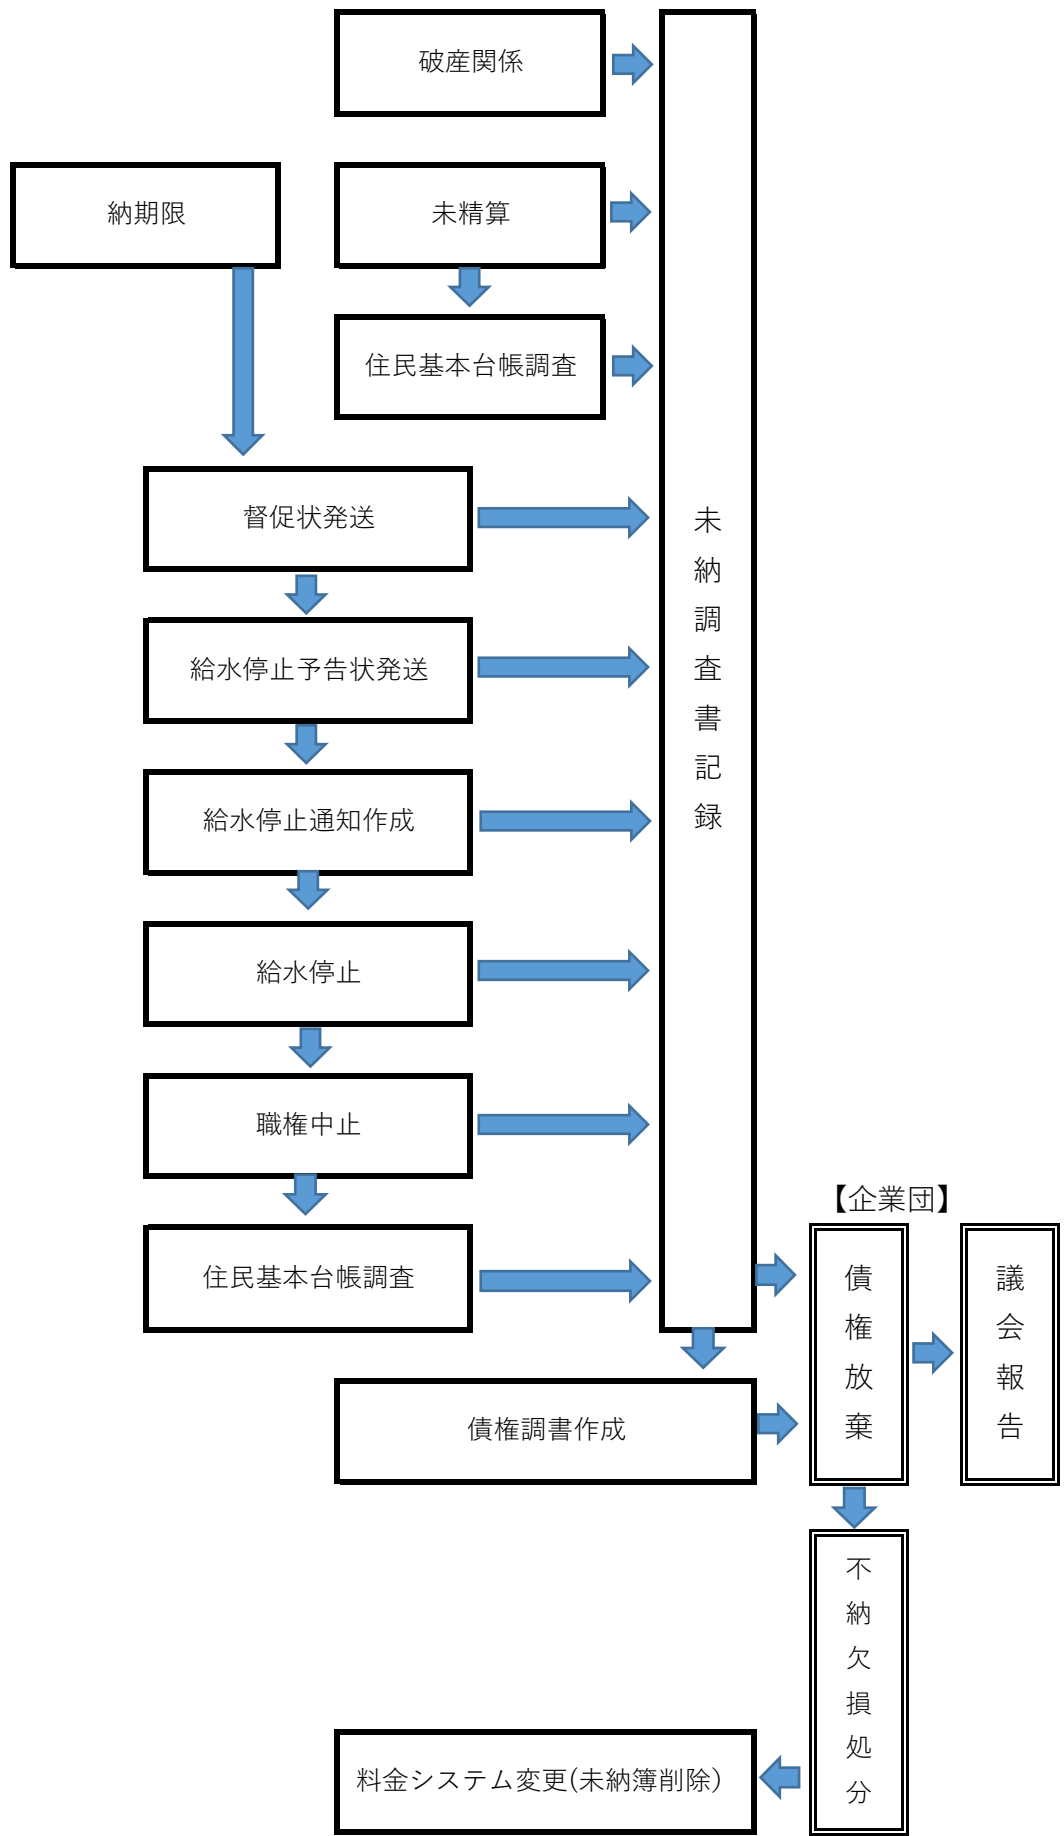 破産関係
納期限
未精算
住民基本台帳調査
督促状発送
給水停止予告状発送
給水停止通知作成
給水停止
職権中止
住民基本台帳調査
未納調査書記録
債権調書作成
【企業団】
債権放棄
議会報告
不納欠損処分
料金システム変更(未納簿削除)